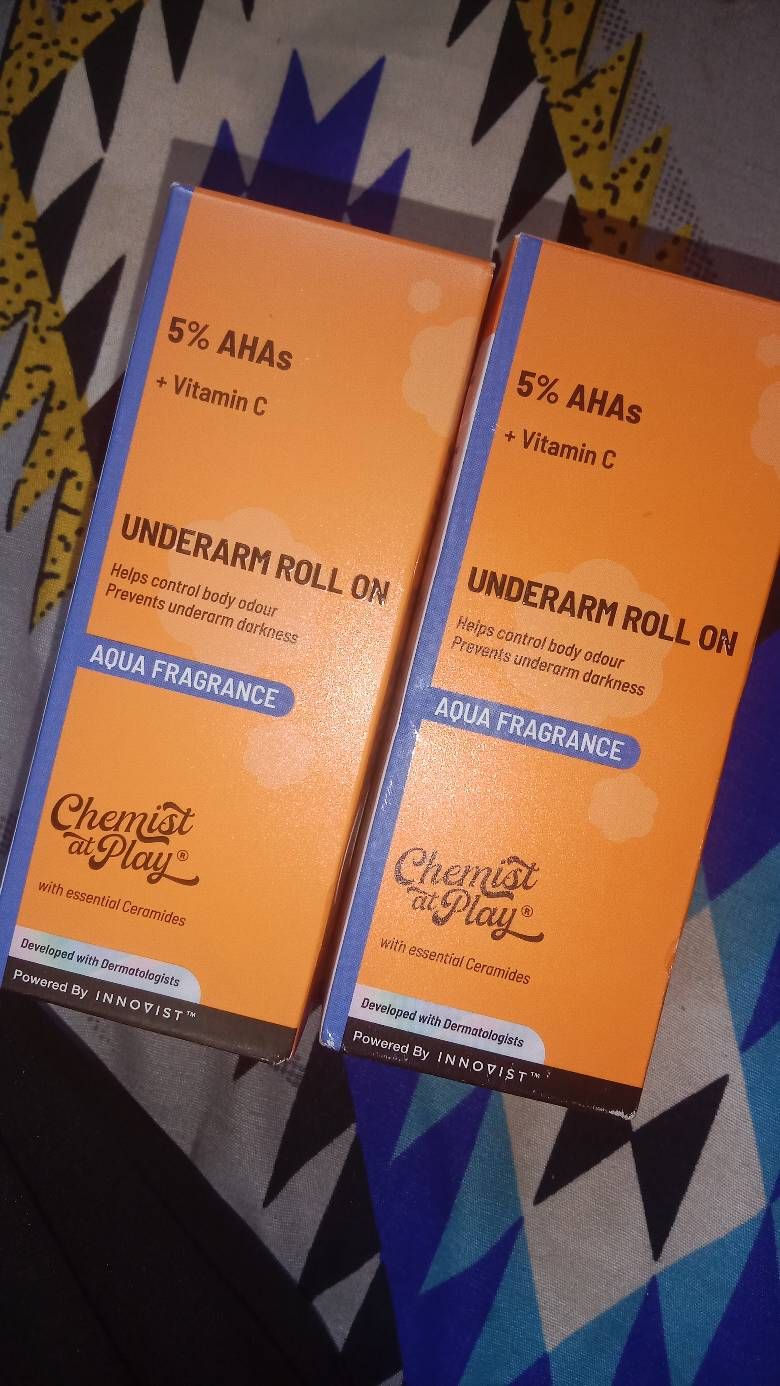 5% AHAs
+ Vitamin C
UNDERARM ROLL ON
Helps control body odour
Prevents underarm darkness
AQUA FRAGRANCE
Chemist
at Play®
with essential Ceramides
Developed with Dermatologists
Powered By INNOVIST™
5% AHAs
+ Vitamin C
UNDERARM ROLL ON
Helps control body odour
Prevents underarm darkness
AQUA FRAGRANCE
Chemist
at Play®
with essential Ceramides
Developed with Dermatologists
Powered By INNOVIST™